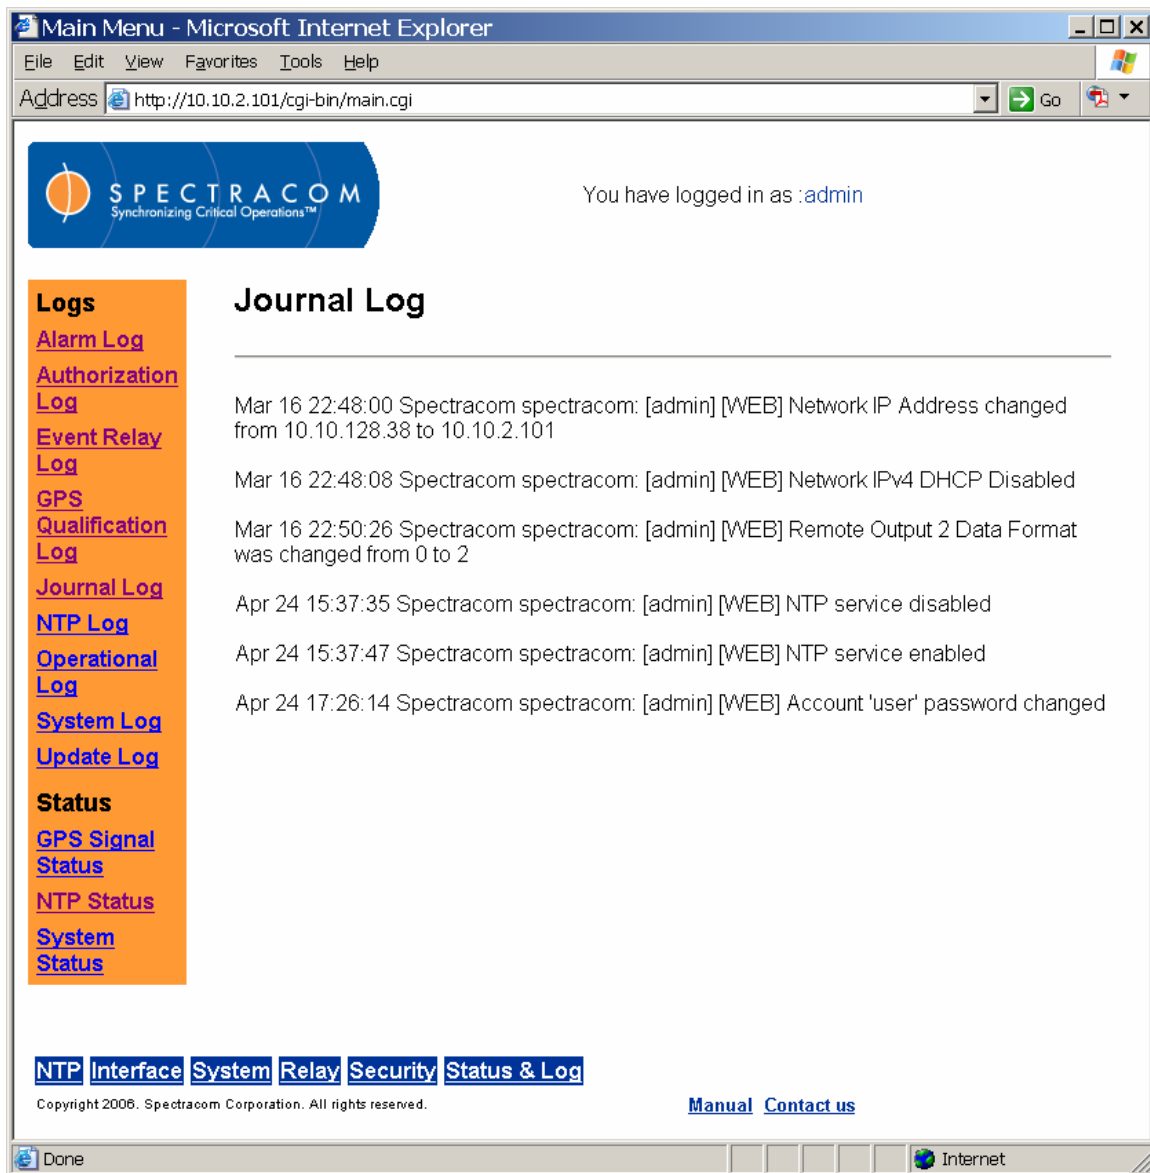 Main Menu - Microsoft Internet Explorer
File Edit View Favorites Tools Help
Address http://10.10.2.101/cgi-bin/main.cgi Go
SPECTRACOM
Synchronizing Critical Operations™
You have logged in as :admin
Logs
Alarm Log
Authorization
Log
Event Relay
Log
GPS
Qualification
Log
Journal Log
NTP Log
Operational
Log
System Log
Update Log
Status
GPS Signal
Status
NTP Status
System
Status
Journal Log
Mar 16 22:48:00 Spectracom spectracom: [admin] [WEB] Network IP Address changed
from 10.10.128.38 to 10.10.2.101
Mar 16 22:48:08 Spectracom spectracom: [admin] [WEB] Network IPv4 DHCP Disabled
Mar 16 22:50:26 Spectracom spectracom: [admin] [WEB] Remote Output 2 Data Format
was changed from 0 to 2
Apr 24 15:37:35 Spectracom spectracom: [admin] [WEB] NTP service disabled
Apr 24 15:37:47 Spectracom spectracom: [admin] [WEB] NTP service enabled
Apr 24 17:26:14 Spectracom spectracom: [admin] [WEB] Account 'user' password changed
NTP Interface System Relay Security Status & Log
Copyright 2006. Spectracom Corporation. All rights reserved.
Manual Contact us
Done Internet